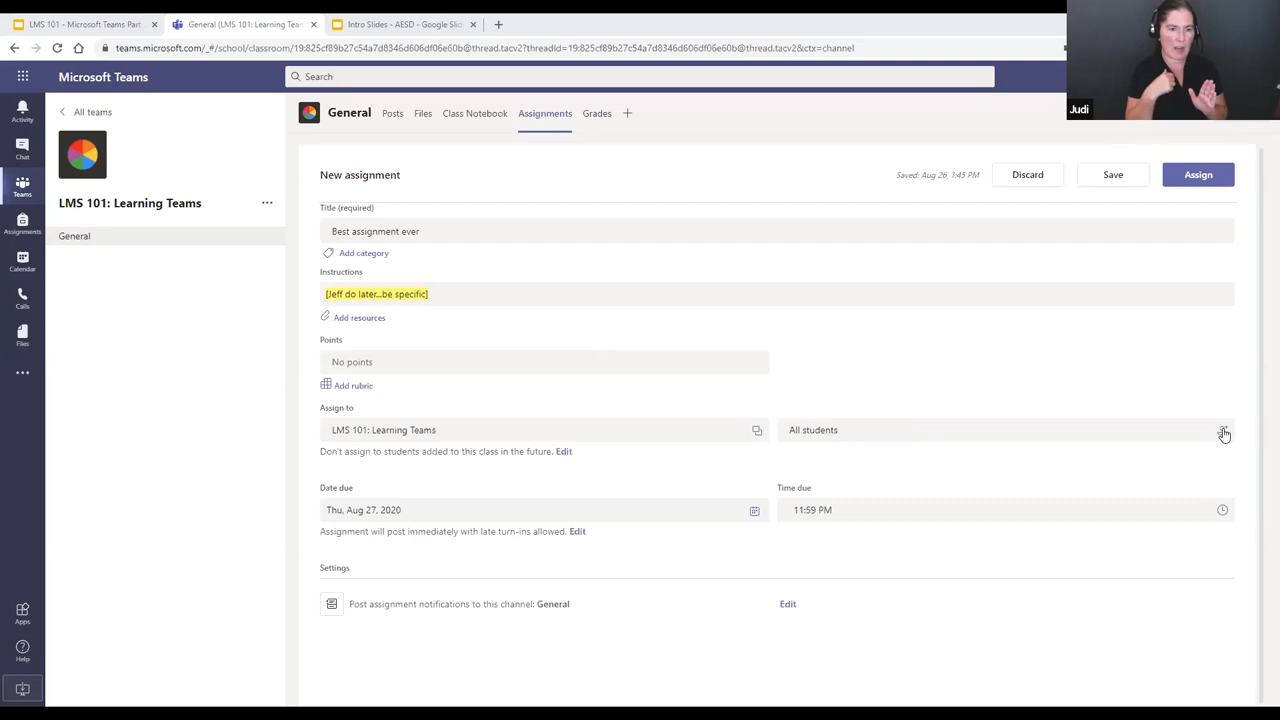 LMS 101 - Microsoft Teams Part
General (LMS 101: Learning Team
Intro Slides - AESD - Google Slid
teams.microsoft.com/_#/school/classroom/19:825cf89b27c54a7d8346d606df06e60b@thread.tacv2?threadId=19:825cf89b27c54a7d8346d606df06e60b@thread.tacv2&ctx=channel
Microsoft Teams
Search
Judi
Activity
Chat
Teams
Assignments
Calendar
Calls
Files
Apps
Help
All teams
LMS 101: Learning Teams
General
General Posts Files Class Notebook Assignments Grades
New assignment
Saved: Aug 26, 1:45 PM
Discard
Save
Assign
Title (required)
Best assignment ever
Add category
Instructions
[Jeff do later...be specific]
Add resources
Points
No points
Add rubric
Assign to
LMS 101: Learning Teams
All students
Don't assign to students added to this class in the future. Edit
Date due
Time due
Thu, Aug 27, 2020
11:59 PM
Assignment will post immediately with late turn-ins allowed. Edit
Settings
Post assignment notifications to this channel: General
Edit